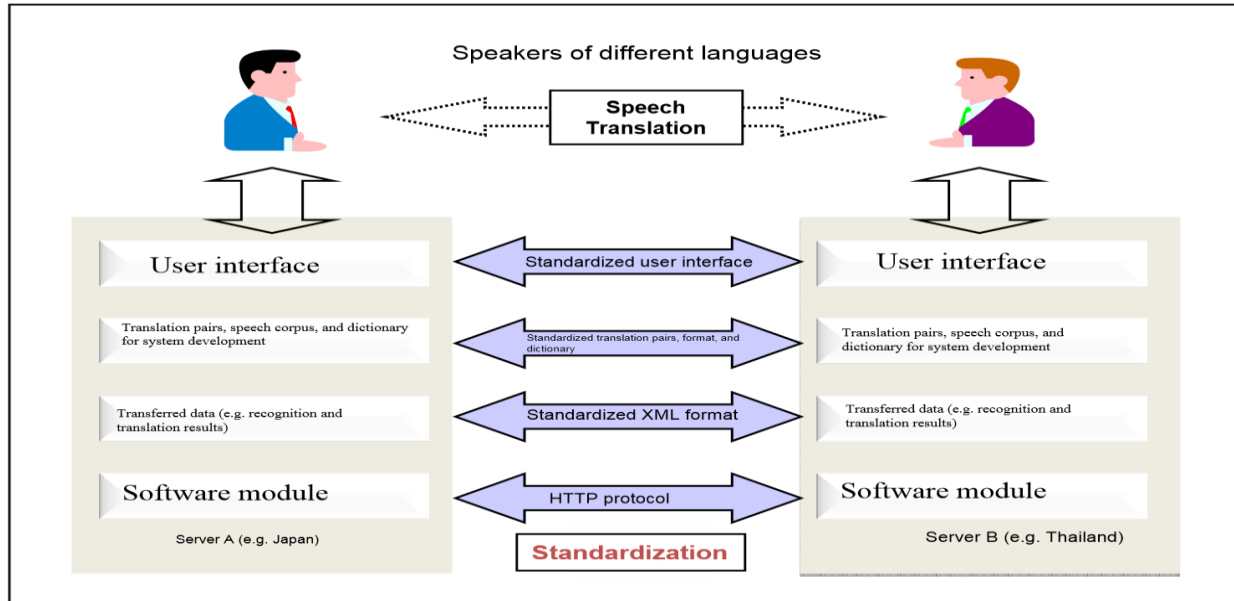 Speakers of different languages
Speech
Translation
User interface
Standardized user interface
User interface
Translation pairs, speech corpus, and dictionary
for system development
Standardized translation pairs, format, and
dictionary
Translation pairs, speech corpus, and
dictionary for system development
Transferred data (e.g. recognition and
translation results)
Standardized XML format
Transferred data (e.g. recognition and
translation results)
Software module
HTTP protocol
Software module
Server A (e.g. Japan)
Standardization
Server B (e.g. Thailand)